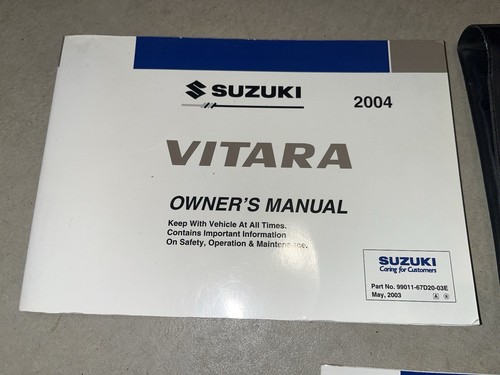 SUZUKI
2004
VITARA
OWNER'S MANUAL
Keep With Vehicle At All Times.
Contains Important Information
On Safety, Operation & Maintenance.
SUZUKI
Caring for Customers
Part No. 99011-67D20-03E
May, 2003